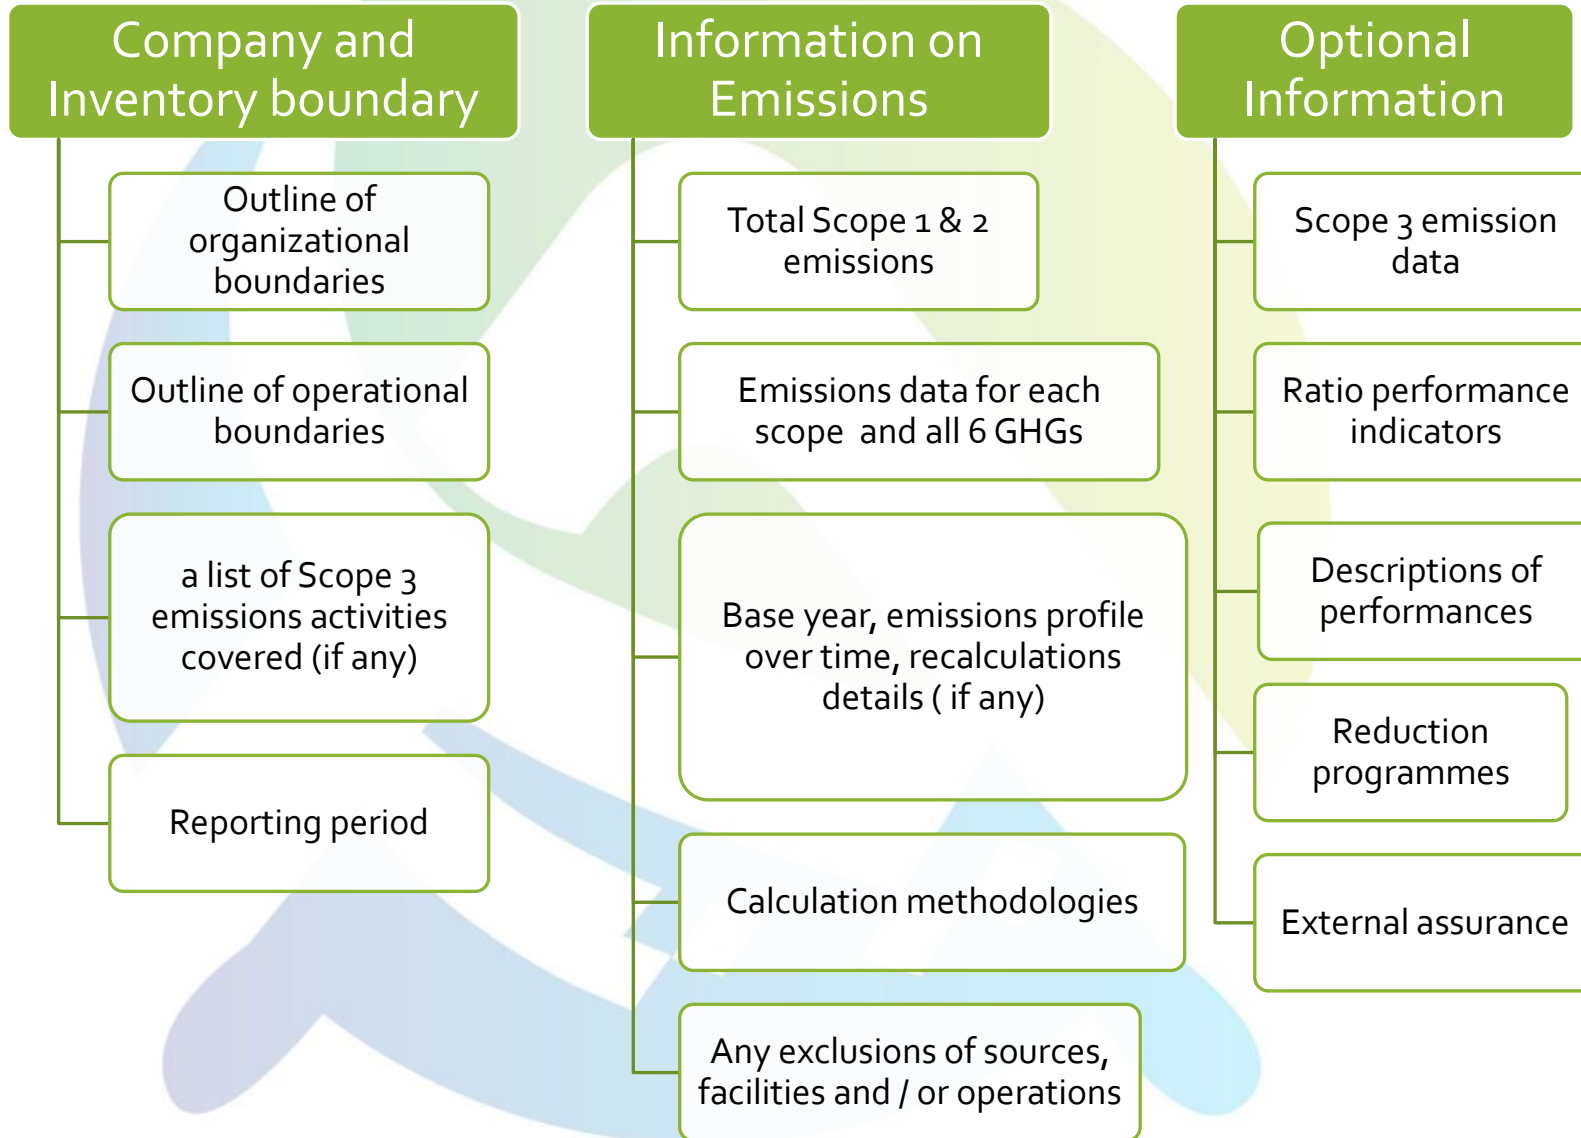 Company and
Inventory boundary
Outline of
organizational
boundaries
Outline of operational
boundaries
a list of Scope 3
emissions activities
covered (if any)
Reporting period
Information on
Emissions
Total Scope 1 & 2
emissions
Emissions data for each
scope  and all 6 GHGs
Base year, emissions profile
over time, recalculations
details ( if any)
Calculation methodologies
Any exclusions of sources,
facilities and / or operations
Optional
Information
Scope 3 emission
data
Ratio performance
indicators
Descriptions of
performances
Reduction
programmes
External assurance